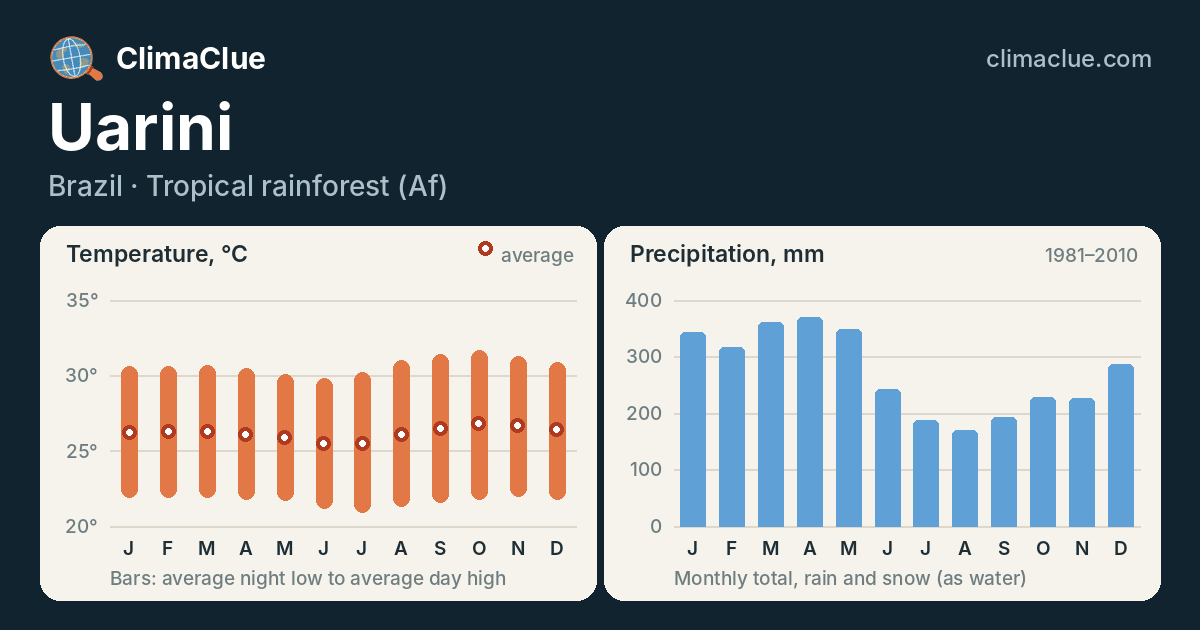 ClimaClue
climaclue.com
Uarini
Brazil · Tropical rainforest (Af)
Temperature, °C
average
35°
30°
25°
20°
J F M A M J J A S O N D
Bars: average night low to average day high
Precipitation, mm
1981–2010
400
300
200
100
0
J F M A M J J A S O N D
Monthly total, rain and snow (as water)